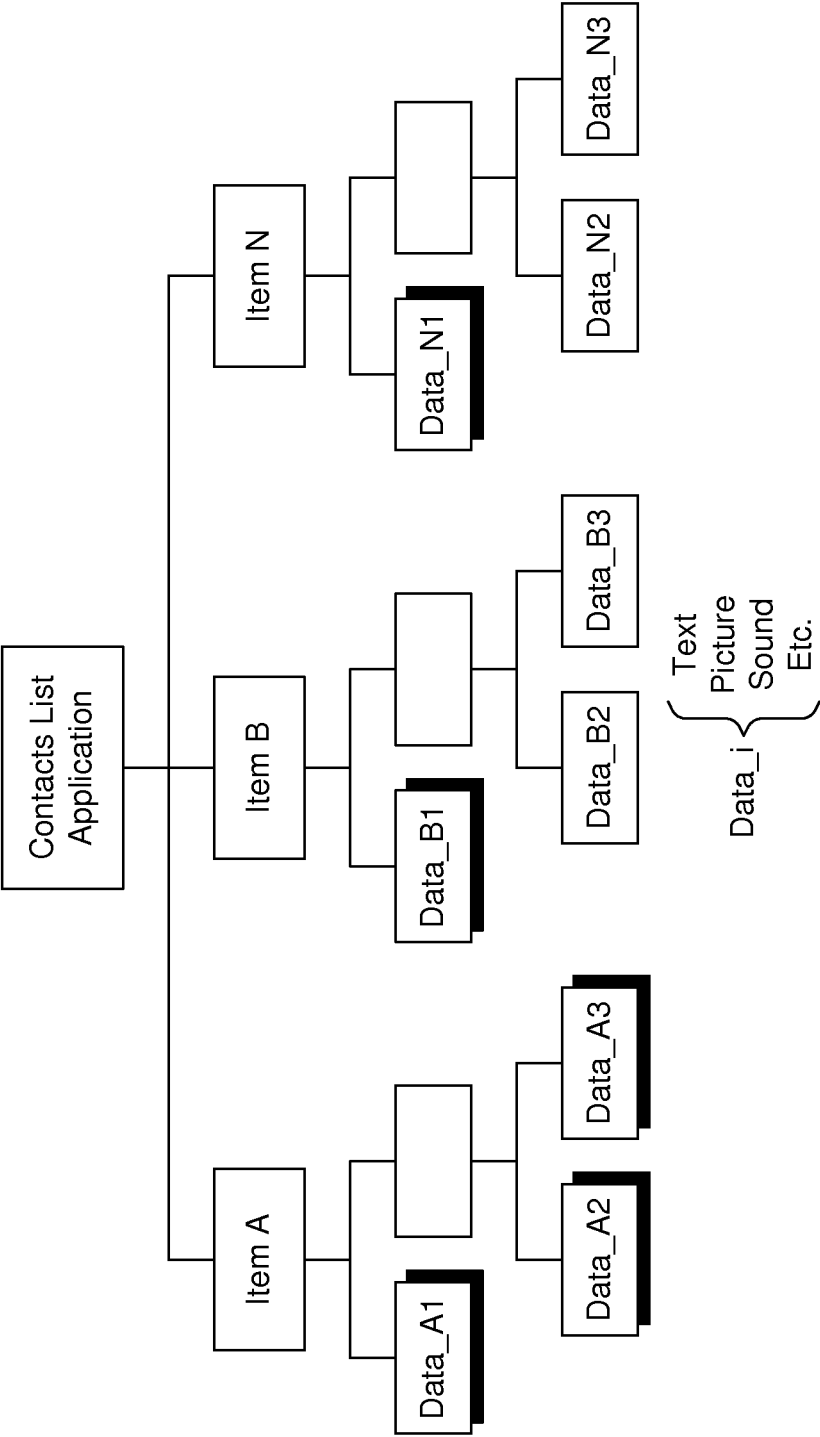 Contacts List
Application
Item A
Item B
Item N
Data_A1
Data_B1
Data_N1
Data_A2
Data_A3
Data_B2
Data_B3
Data_N2
Data_N3
Data_i
Text
Picture
Sound
Etc.